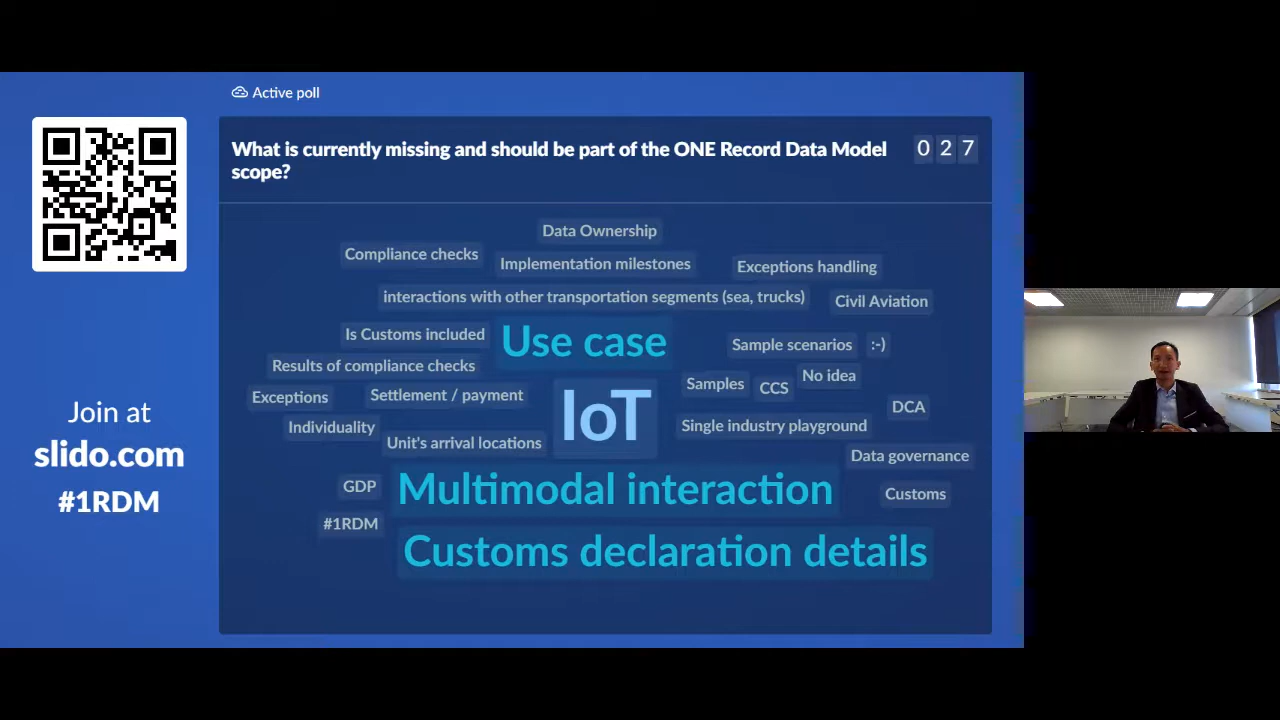 Active poll
What is currently missing and should be part of the ONE Record Data Model
scope?
0 2 7
Data Ownership
Compliance checks
Implementation milestones
Exceptions handling
interactions with other transportation segments (sea, trucks)
Civil Aviation
Is Customs included
Use case
Sample scenarios
:-)
Results of compliance checks
No idea
Samples
CCS
Exceptions
Settlement / payment
IoT
DCA
Individuality
Unit's arrival locations
Single industry playground
Data governance
GDP
Multimodal interaction
Customs
#1RDM
Customs declaration details
Join at
slido.com
#1RDM